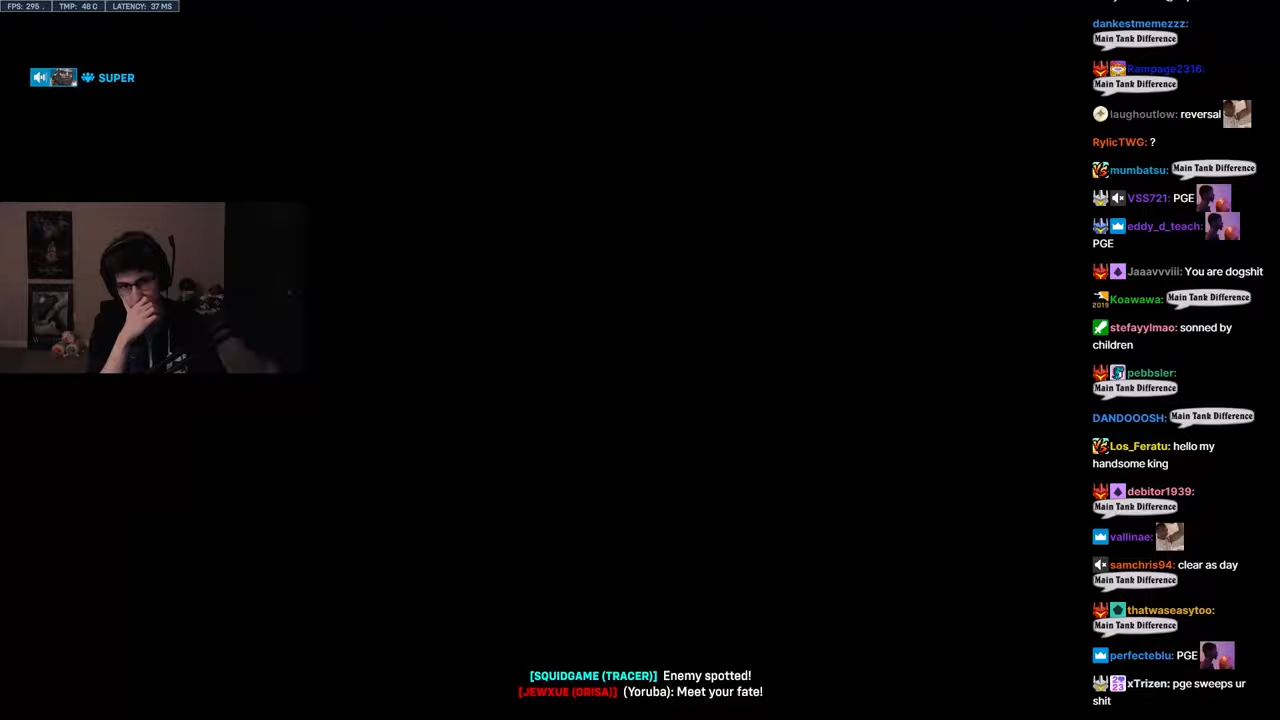 FPS: 295 . TMP: 48 C LATENCY: 37 MS
SUPER
dankestmemezzz:
Main Tank Difference
Rampage2316:
Main Tank Difference
laughoutlow: reversal
RylicTWG: ?
mumbatsu: Main Tank Difference
VSS721: PGE
eddy_d_teach:
PGE
Jaaavvviii: You are dogshit
2019 Koawawa: Main Tank Difference
stefayylmao: sonned by
children
pebbsler:
Main Tank Difference
DANDOOOSH: Main Tank Difference
Los_Feratu: hello my
handsome king
debitor1939:
Main Tank Difference
vallinae:
samchris94: clear as day
Main Tank Difference
thatwaseasytoo:
Main Tank Difference
perfecteblu: PGE
xTrizen: pge sweeps ur
shit
[SQUIDGAME (TRACER)] Enemy spotted!
[JEWXUE (ORISA)] (Yoruba): Meet your fate!